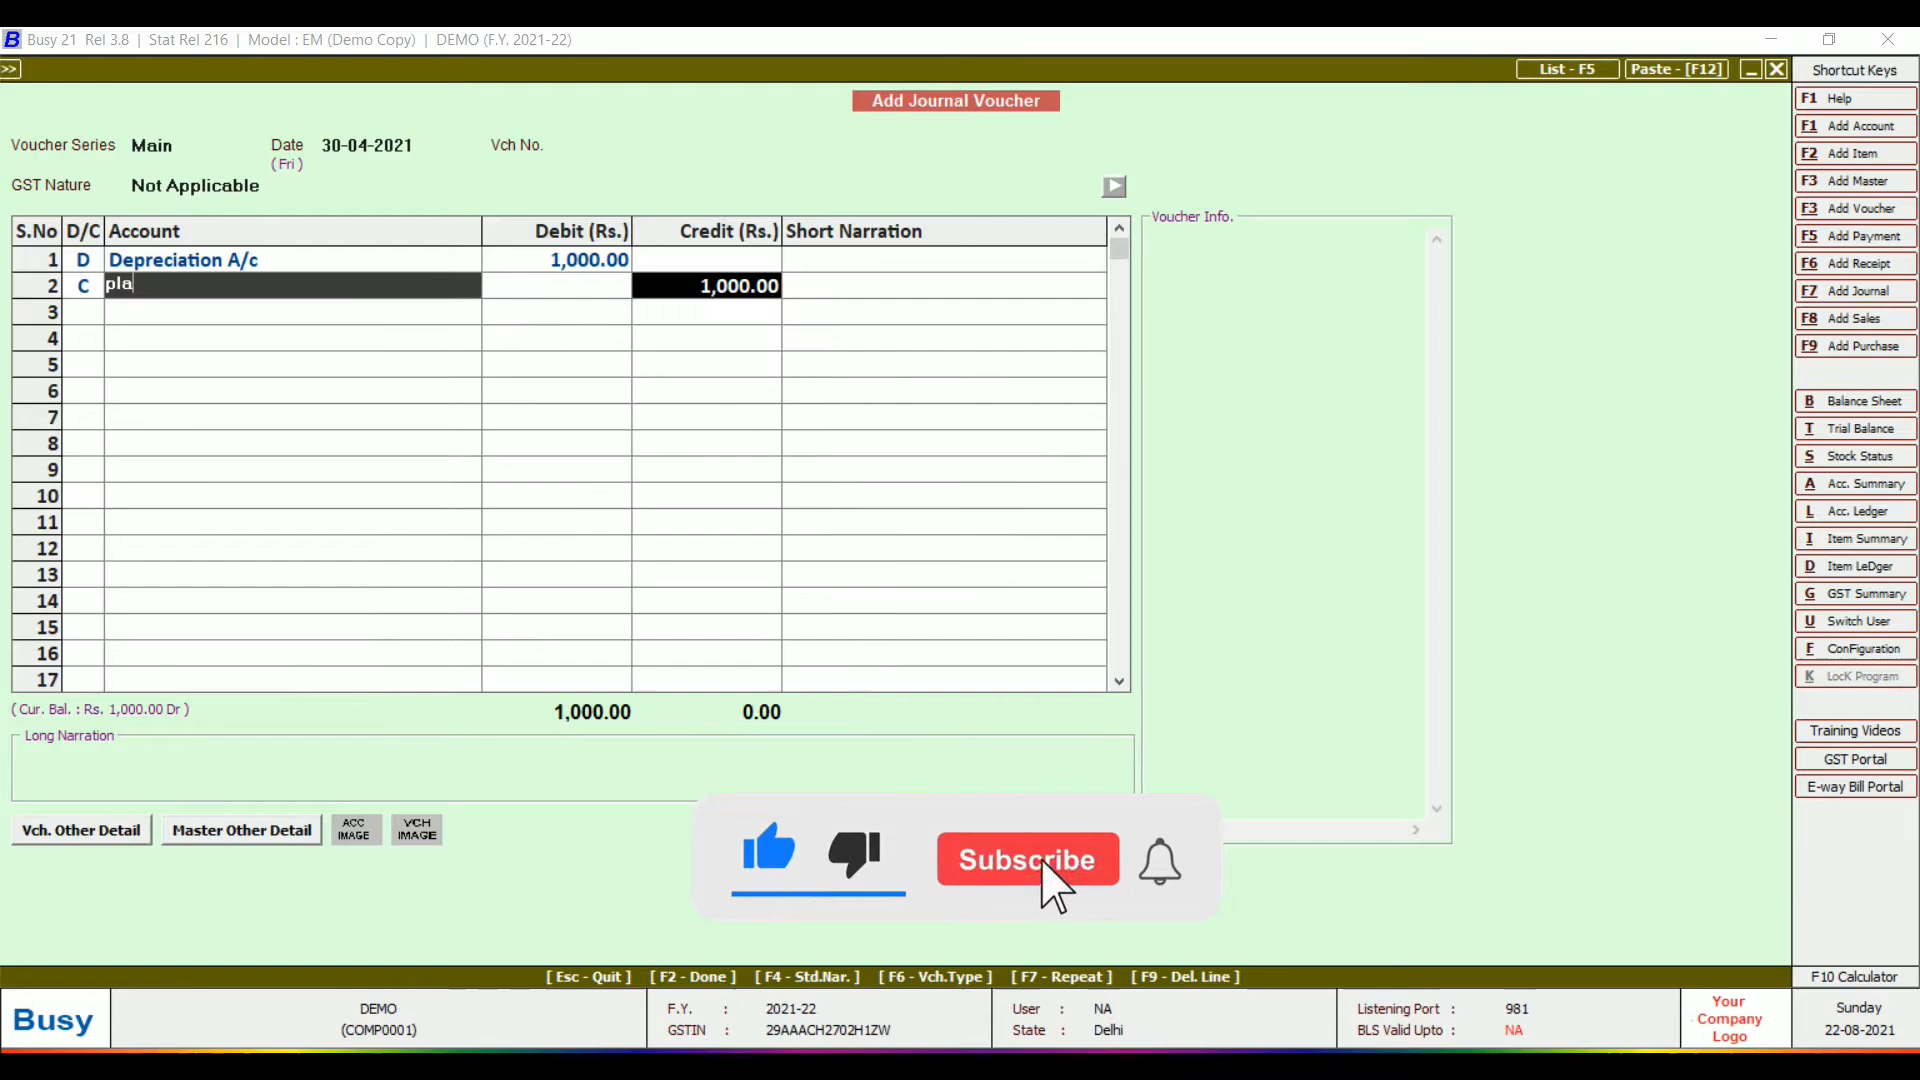 B Busy 21 Rel 3.8 | Stat Rel 216 | Model : EM (Demo Copy) | DEMO (F.Y. 2021-22)
>> List - F5 Paste - [F12] Shortcut Keys
Add Journal Voucher
Voucher Series Main Date 30-04-2021 Vch No.
(Fri)
GST Nature Not Applicable
S.No D/C Account Debit (Rs.) Credit (Rs.) Short Narration
1 D Depreciation A/c 1,000.00
2 C pla 1,000.00
3
4
5
6
7
8
9
10
11
12
13
14
15
16
17
(Cur. Bal. : Rs. 1,000.00 Dr) 1,000.00 0.00
Long Narration
Voucher Info.
Vch. Other Detail Master Other Detail ACC IMAGE VCH IMAGE
Subscribe
F1 Help
F1 Add Account
F2 Add Item
F3 Add Master
F3 Add Voucher
F5 Add Payment
F6 Add Receipt
F7 Add Journal
F8 Add Sales
F9 Add Purchase
B Balance Sheet
T Trial Balance
S Stock Status
A Acc. Summary
L Acc. Ledger
I Item Summary
D Item LeDger
G GST Summary
U Switch User
F ConFiguration
K LocK Program
Training Videos
GST Portal
E-way Bill Portal
[ Esc - Quit ] [ F2 - Done ] [ F4 - Std.Nar. ] [ F6 - Vch.Type ] [ F7 - Repeat ] [ F9 - Del. Line ] F10 Calculator
Busy
DEMO
(COMP0001)
F.Y. : 2021-22
GSTIN : 29AAACH2702H1ZW
User : NA
State : Delhi
Listening Port : 981
BLS Valid Upto : NA
Your
Company
Logo
Sunday
22-08-2021